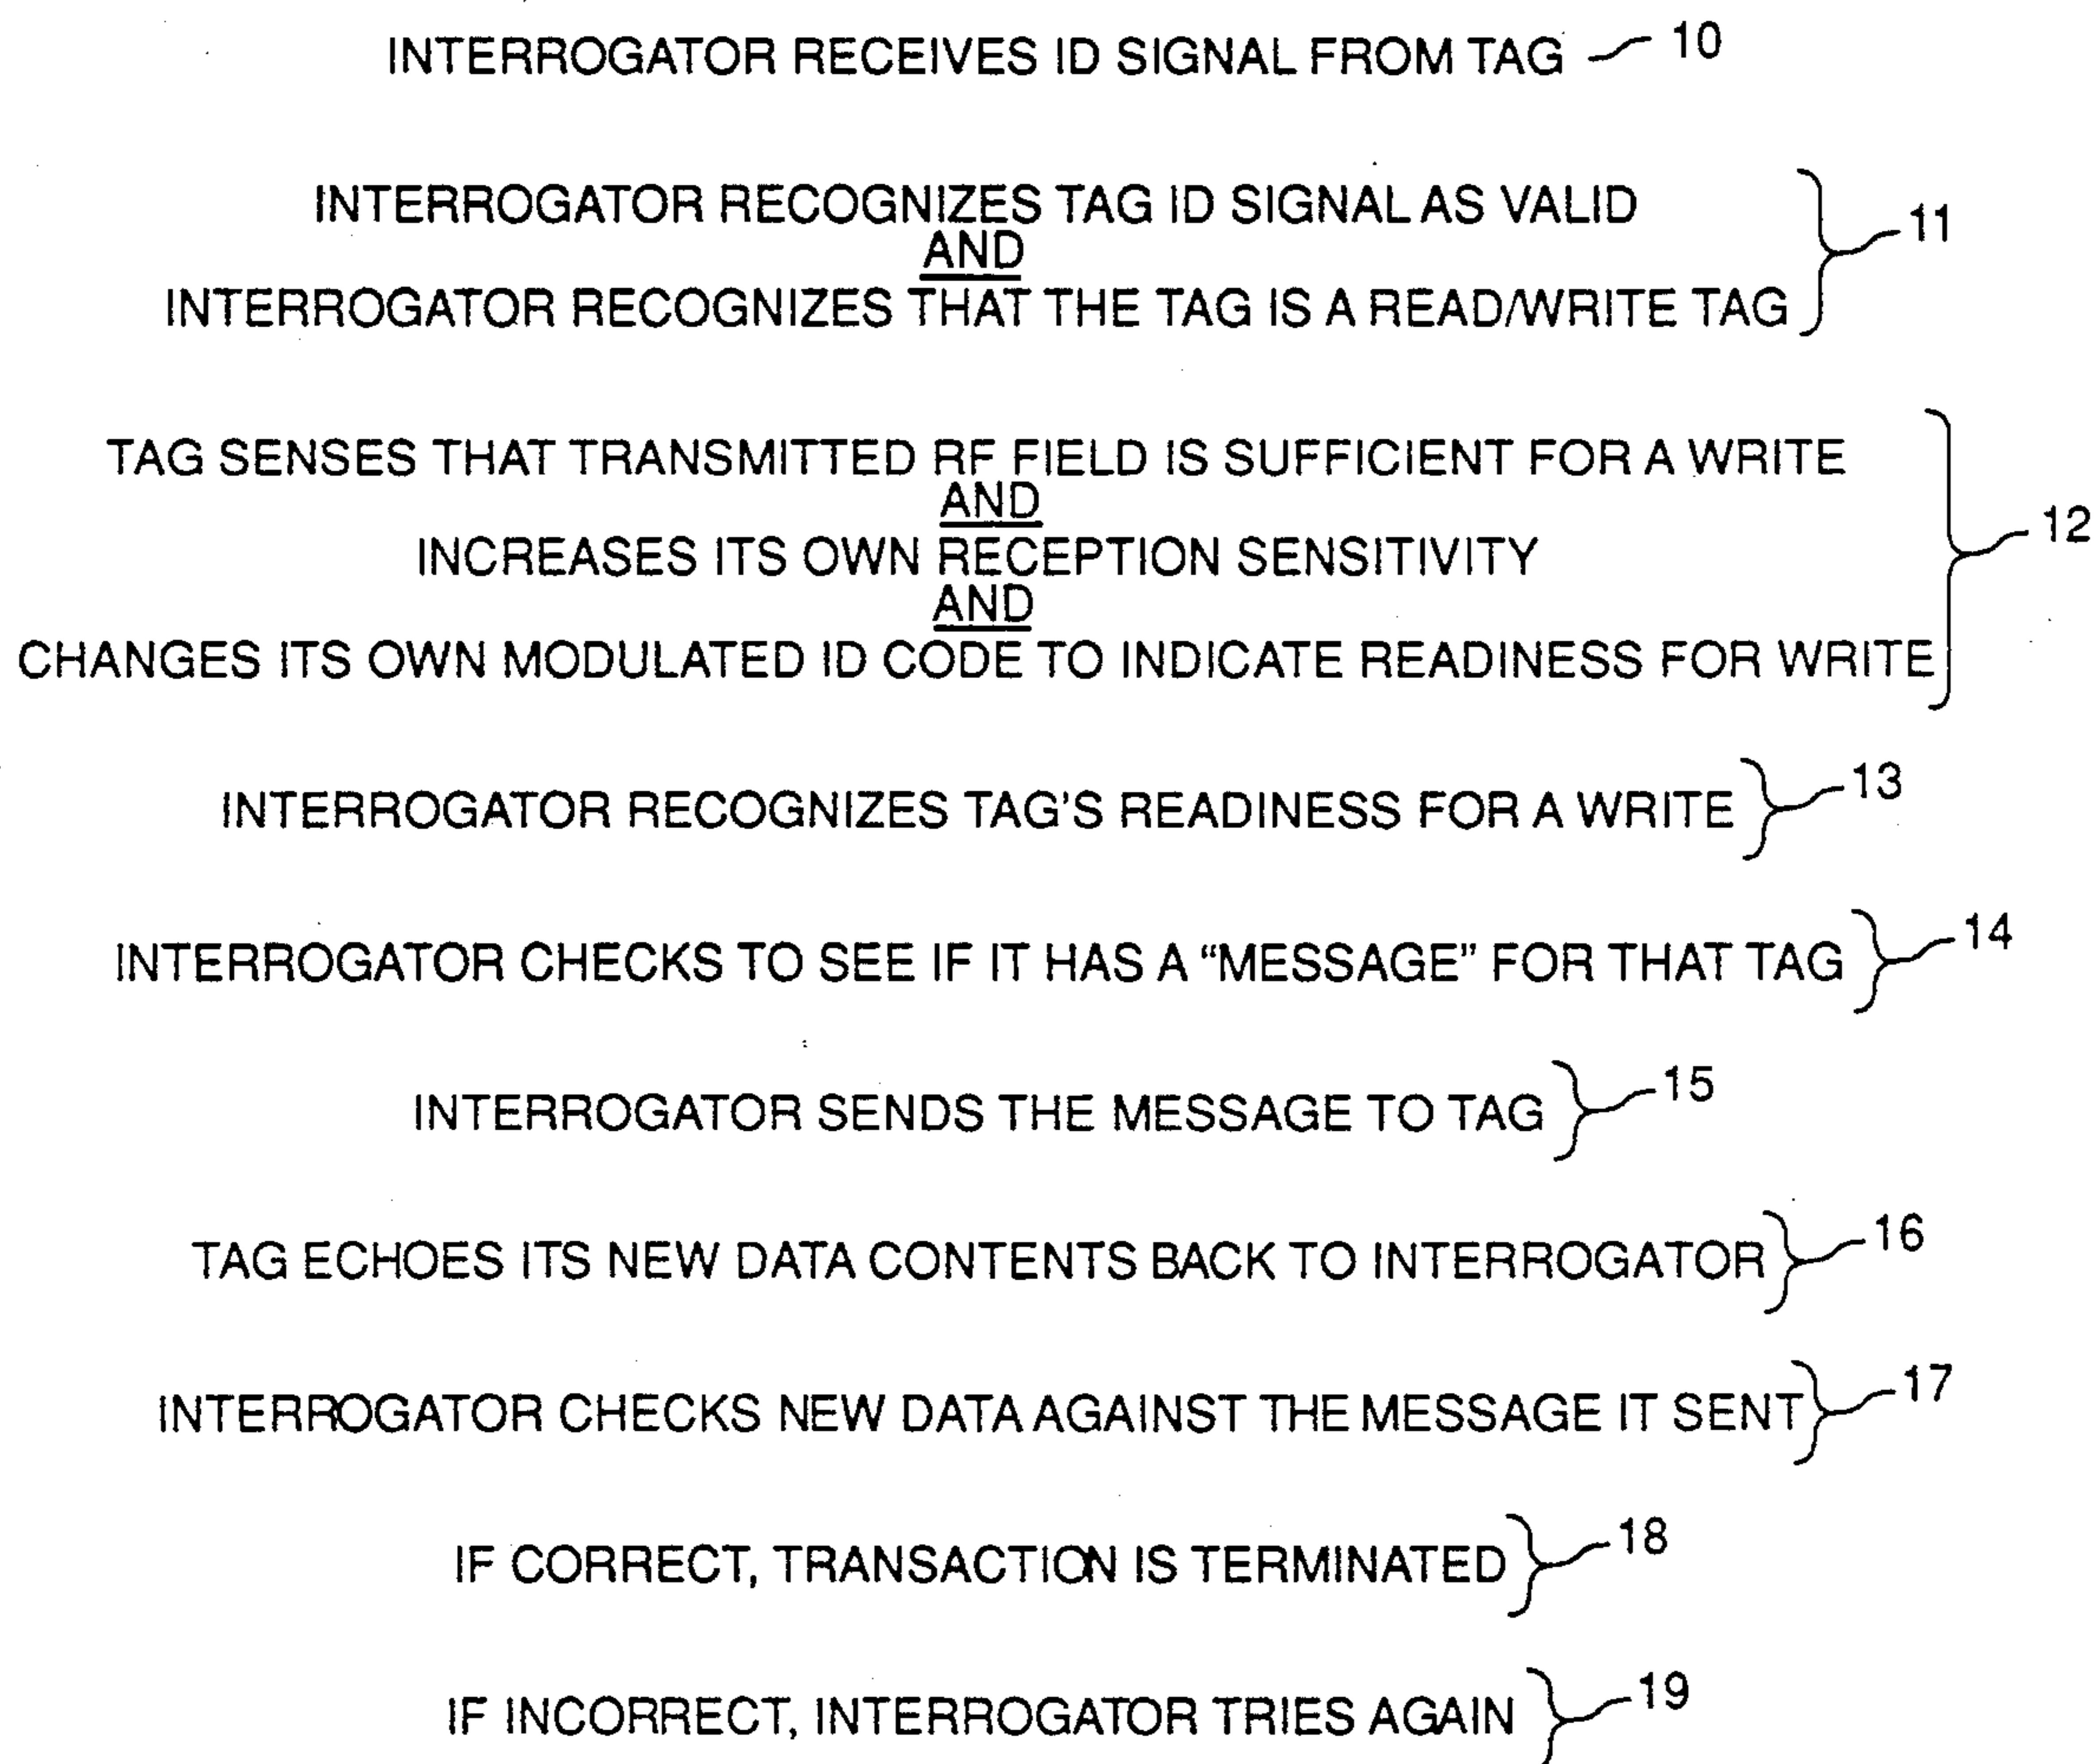 INTERROGATOR RECEIVES ID SIGNAL FROM TAG 10
INTERROGATOR RECOGNIZES TAG ID SIGNAL AS VALID
AND
INTERROGATOR RECOGNIZES THAT THE TAG IS A READ/WRITE TAG
11
TAG SENSES THAT TRANSMITTED RF FIELD IS SUFFICIENT FOR A WRITE
AND
INCREASES ITS OWN RECEPTION SENSITIVITY
AND
CHANGES ITS OWN MODULATED ID CODE TO INDICATE READINESS FOR WRITE
12
INTERROGATOR RECOGNIZES TAG'S READINESS FOR A WRITE 13
INTERROGATOR CHECKS TO SEE IF IT HAS A “MESSAGE” FOR THAT TAG 14
INTERROGATOR SENDS THE MESSAGE TO TAG 15
TAG ECHOES ITS NEW DATA CONTENTS BACK TO INTERROGATOR 16
INTERROGATOR CHECKS NEW DATA AGAINST THE MESSAGE IT SENT 17
IF CORRECT, TRANSACTION IS TERMINATED 18
IF INCORRECT, INTERROGATOR TRIES AGAIN 19